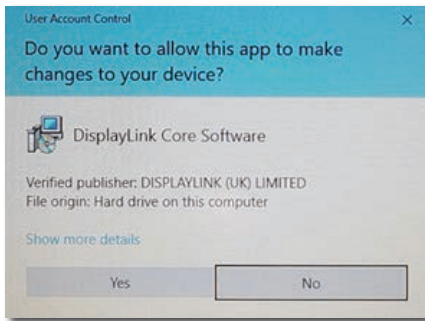 User Account Control
Do you want to allow this app to make
changes to your device?
DisplayLink Core Software
Verified publisher: DISPLAYLINK (UK) LIMITED
File origin: Hard drive on this computer
Show more details
Yes
No